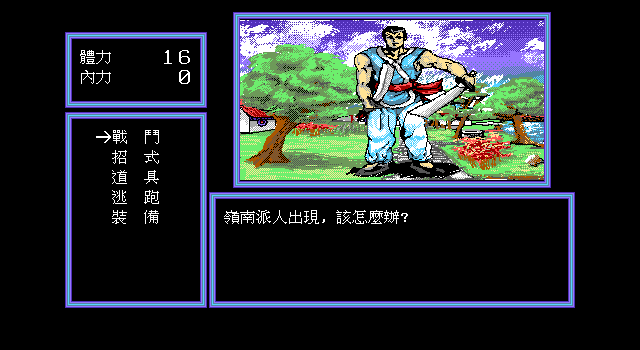 體力 16
內力 0
→戰 鬥
招 式
道 具
逃 跑
裝 備
嶺南派人出現, 該怎麼辦?